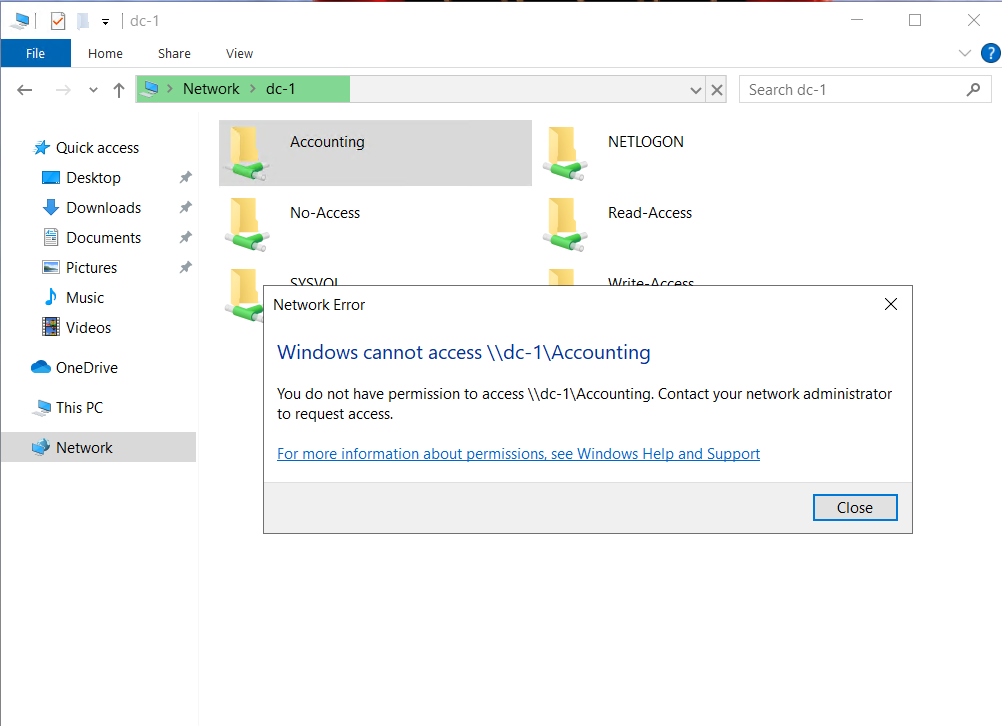 dc-1
File Home Share View
Network dc-1
Search dc-1
Quick access
Desktop
Downloads
Documents
Pictures
Music
Videos
OneDrive
This PC
Network
Accounting
NETLOGON
No-Access
Read-Access
SYSVOL
Write-Access
Network Error
Windows cannot access \\dc-1\Accounting
You do not have permission to access \\dc-1\Accounting. Contact your network administrator
to request access.
For more information about permissions, see Windows Help and Support
Close